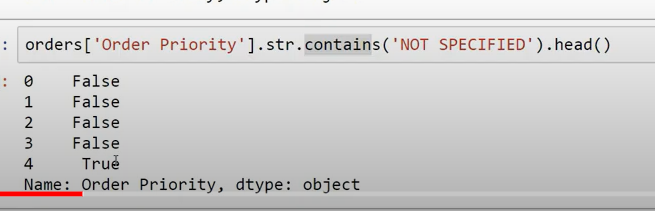 : orders['Order Priority'].str.contains('NOT SPECIFIED').head()
: 0 False
1 False
2 False
3 False
4 True
Name: Order Priority, dtype: object